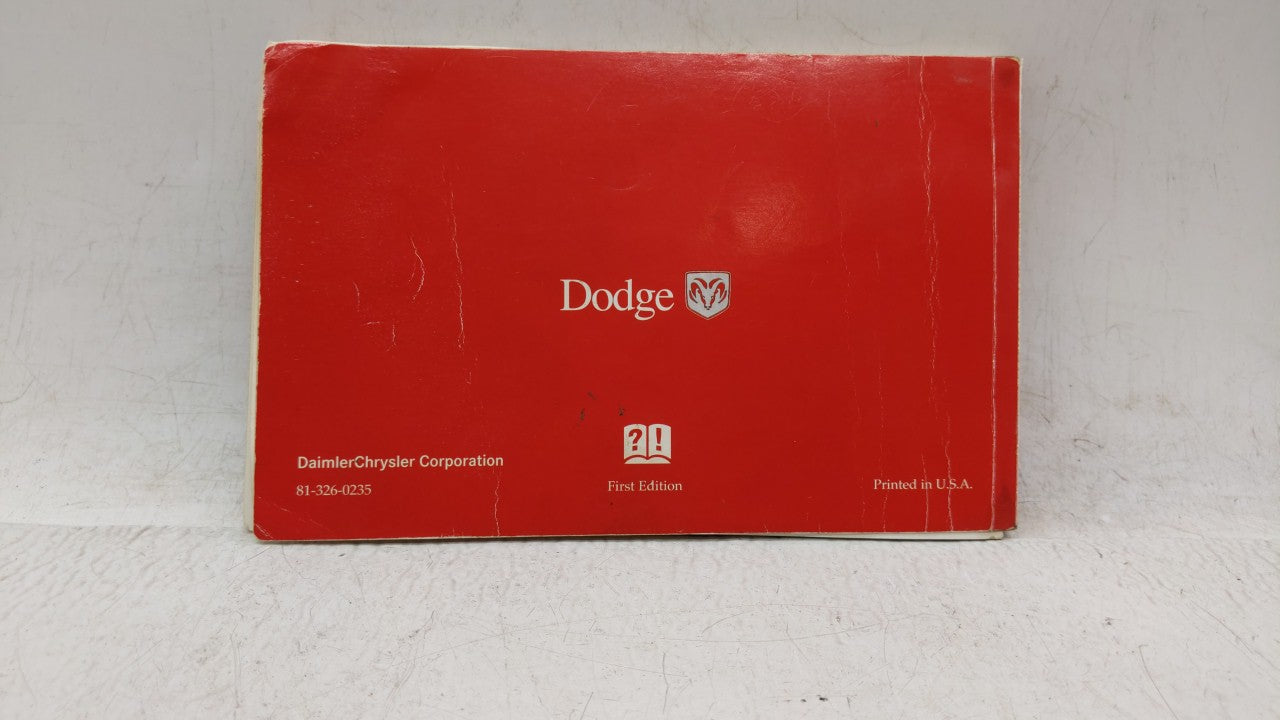 Dodge
? !
DaimlerChrysler Corporation
81-326-0235
First Edition
Printed in U.S.A.